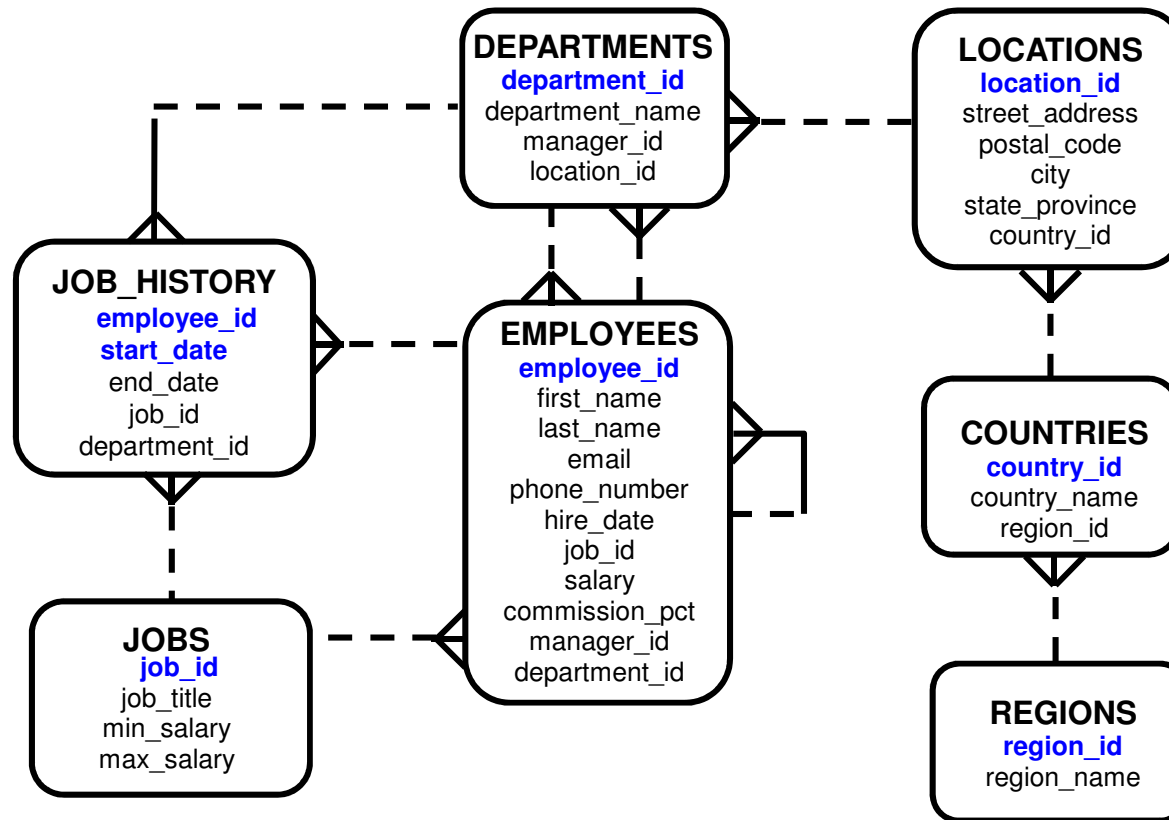 DEPARTMENTS
department_id
department_name
manager_id
location_id
LOCATIONS
location_id
street_address
postal_code
city
state_province
country_id
JOB_HISTORY
employee_id
start_date
end_date
job_id
department_id
EMPLOYEES
employee_id
first_name
last_name
email
phone_number
hire_date
job_id
salary
commission_pct
manager_id
department_id
COUNTRIES
country_id
country_name
region_id
JOBS
job_id
job_title
min_salary
max_salary
REGIONS
region_id
region_name